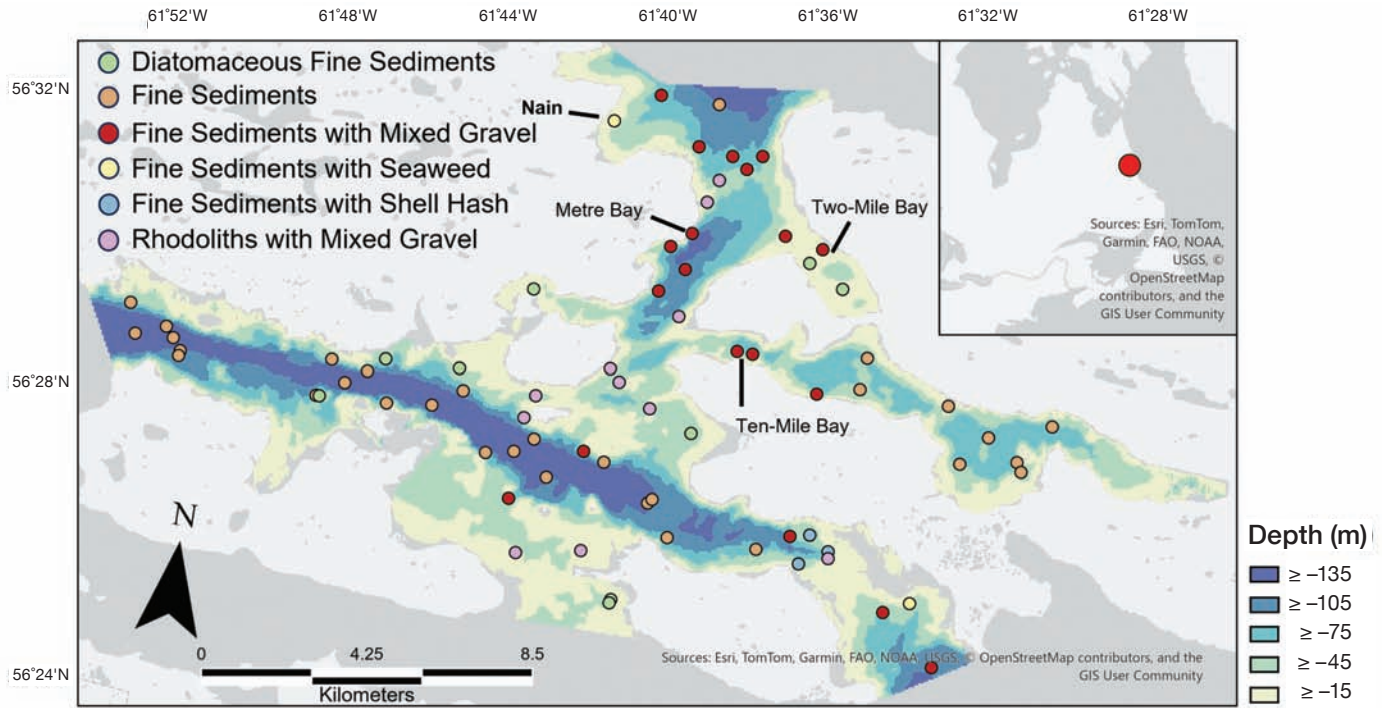 61°52'W 61°48'W 61°44'W 61°40'W 61°36'W 61°32'W 61°28'W
56°32'N
56°28'N
56°24'N
Diatomaceous Fine Sediments
Fine Sediments
Fine Sediments with Mixed Gravel
Fine Sediments with Seaweed
Fine Sediments with Shell Hash
Rhodoliths with Mixed Gravel
Nain
Metre Bay
Two-Mile Bay
Ten-Mile Bay
Sources: Esri, TomTom,
Garmin, FAO, NOAA,
USGS, ©
OpenStreetMap
contributors, and the
GIS User Community
N
0 4.25 8.5
Kilometers
Sources: Esri, TomTom, Garmin, FAO, NOAA, USGS, © OpenStreetMap contributors, and the
GIS User Community
Depth (m)
≥ –135
≥ –105
≥ –75
≥ –45
≥ –15